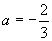 a = -2/3